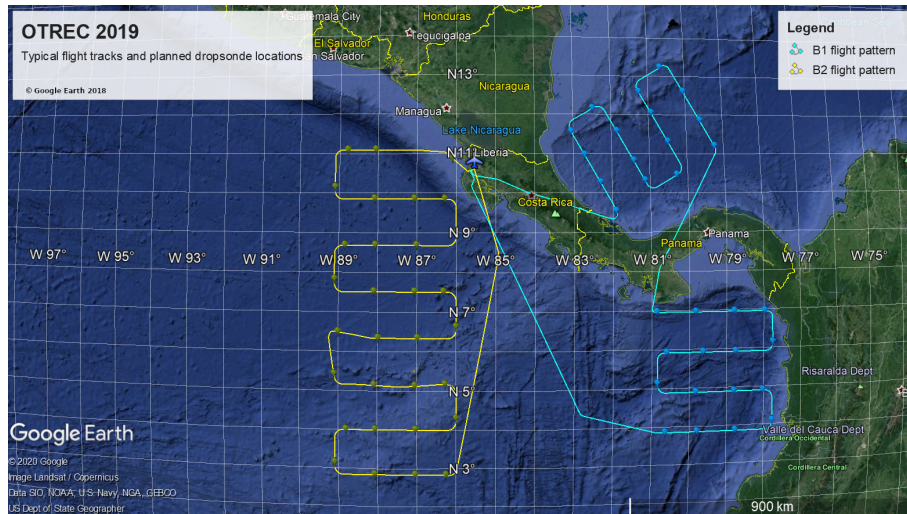 OTREC 2019
Typical flight tracks and planned dropsonde locations
© Google Earth 2018
Guatemala City
Honduras
Tegucigalpa
El Salvador
San Salvador
Legend
B1 flight pattern
B2 flight pattern
N13°
Nicaragua
Managua
Lake Nicaragua
N11°
Liberia
Costa Rica
N 9°
Panama
Panama
W 97°
W 95°
W 93°
W 91°
W 89°
W 87°
W 85°
W 83°
W 81°
W 79°
W 77°
W 75°
N 7°
Risaralda Dept
N 5°
Valle del Cauca Dept
Cordillera Occidental
Google Earth
N 3°
Cordillera Central
© 2020 Google
Image Landsat / Copernicus
Data SIO, NOAA, U.S. Navy, NGA, GEBCO
US Dept of State Geographer
900 km